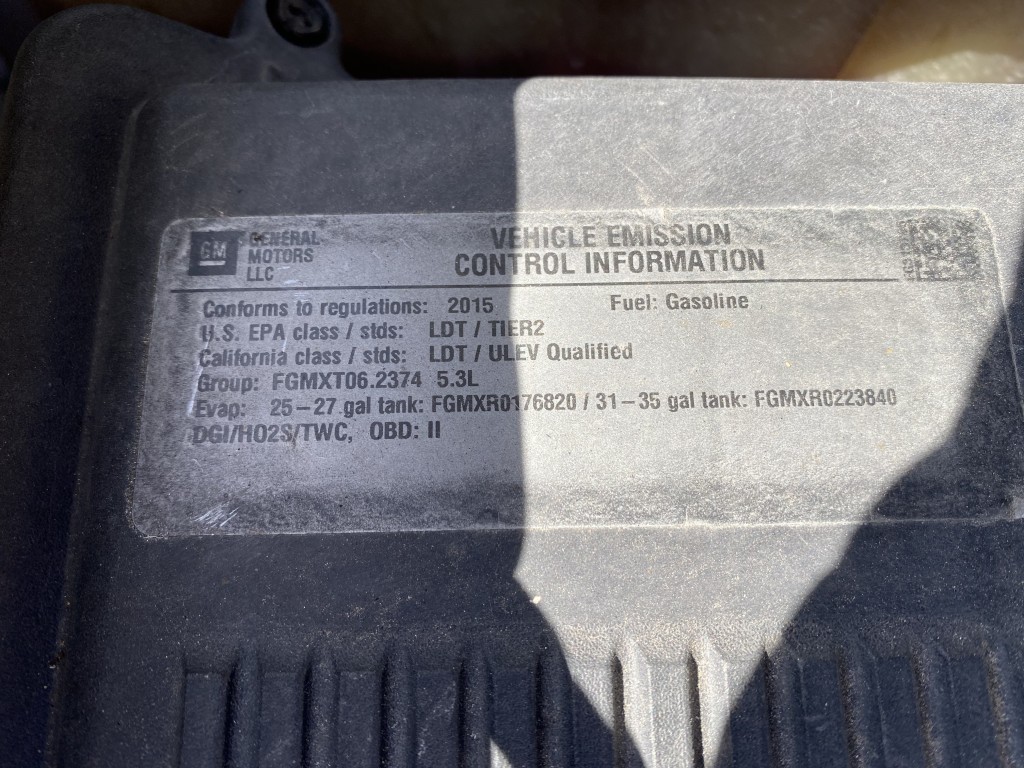 GM GENERAL MOTORS LLC
VEHICLE EMISSION
CONTROL INFORMATION
Conforms to regulations: 2015 Fuel: Gasoline
U.S. EPA class / stds: LDT / TIER2
California class / stds: LDT / ULEV Qualified
Group: FGMXT06.2374 5.3L
Evap: 25-27 gal tank: FGMXR0176820 / 31-35 gal tank: FGMXR0223840
DGI/HO2S/TWC, OBD: II